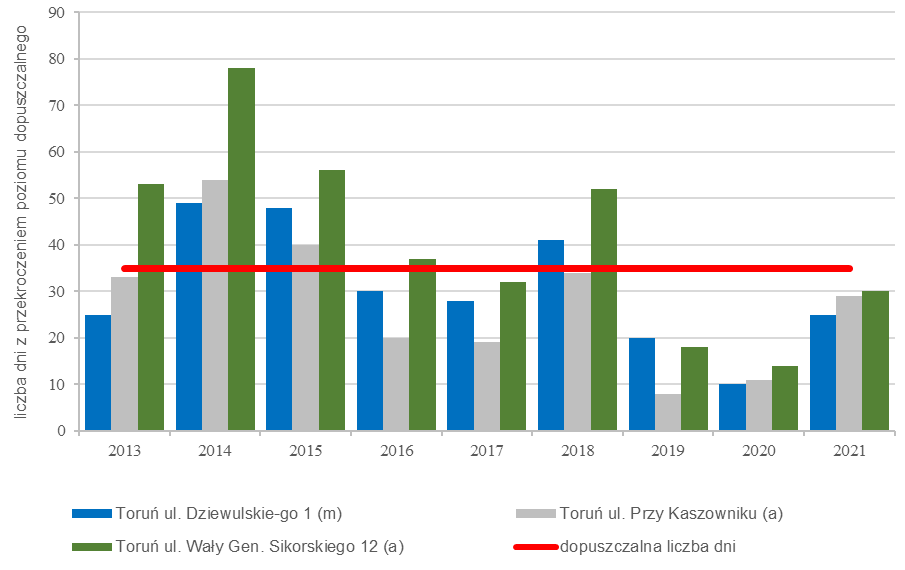 liczba dni z przekroczeniem poziomu dopuszczalnego
90
80
70
60
50
40
30
20
10
0
2013 2014 2015 2016 2017 2018 2019 2020 2021
Toruń ul. Dziewulskie-go 1 (m) Toruń ul. Przy Kaszowniku (a)
Toruń ul. Wały Gen. Sikorskiego 12 (a) dopuszczalna liczba dni